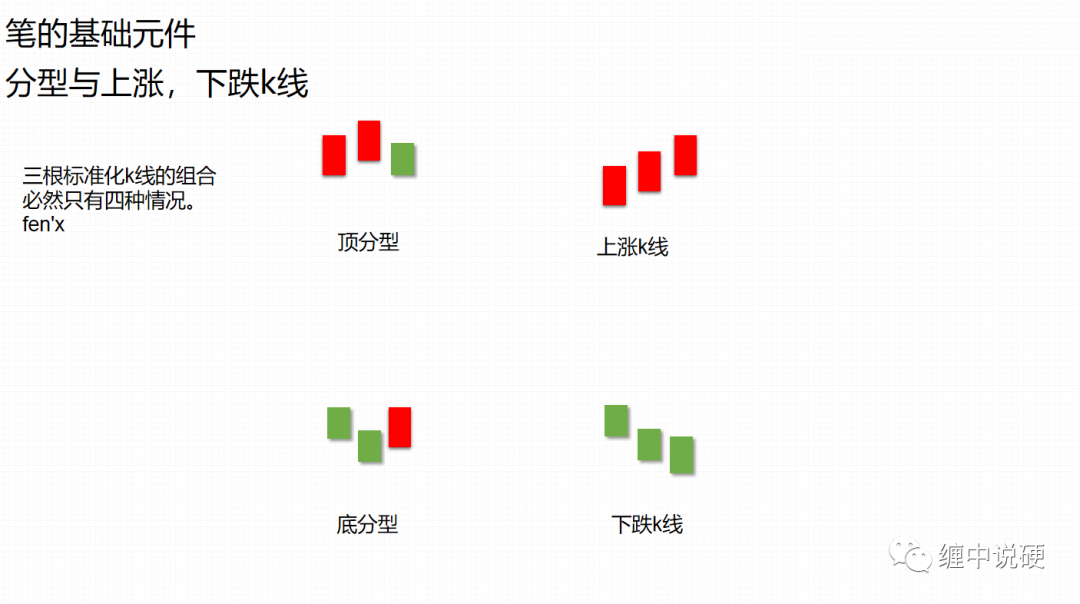 笔的基础元件
分型与上涨，下跌k线
三根标准化k线的组合
必然只有四种情况。
fen'x
顶分型
上涨k线
底分型
下跌k线
缠中说硬